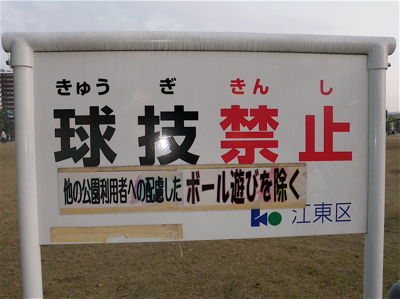 きゅう ぎ きん し
球技禁止
他の公園利用者への配慮した ボール遊びを除く
江東区